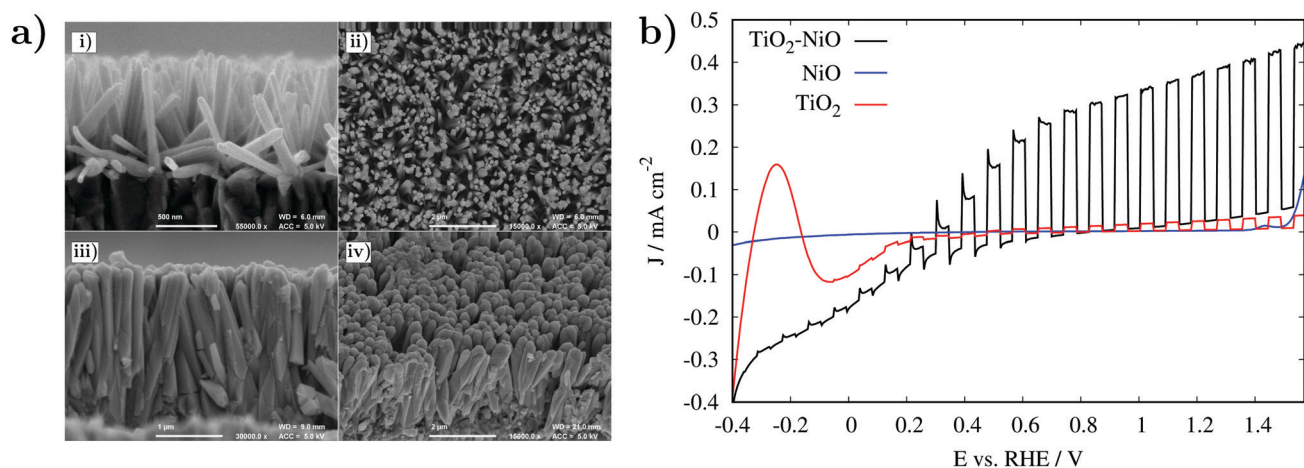 a)
i)
500 nm
WD = 6.0 mm
55000.0 x ACC = 5.0 kV
ii)
2 µm
WD = 6.0 mm
15000.0 x ACC = 5.0 kV
iii)
1 µm
WD = 9.0 mm
30000.0 x ACC = 5.0 kV
iv)
2 µm
WD = 21.0 mm
15000.0 x ACC = 5.0 kV
b)
TiO₂-NiO
NiO
TiO₂
J / mA cm⁻²
0.5
0.4
0.3
0.2
0.1
0
-0.1
-0.2
-0.3
-0.4
-0.4 -0.2 0 0.2 0.4 0.6 0.8 1.0 1.2 1.4
E vs. RHE / V